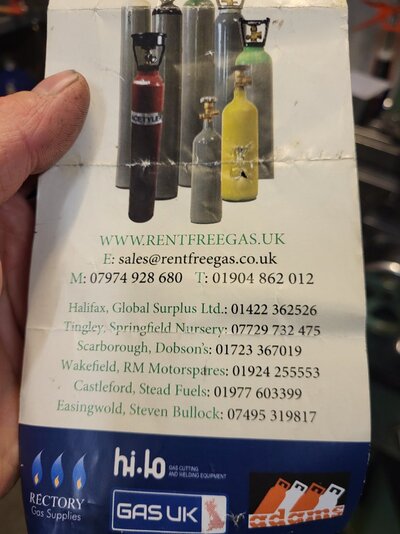 ACETYLENE
WWW.RENTFREEGAS.UK
E: sales@rentfreegas.co.uk
M: 07974 928 680 T: 01904 862 012
Halifax, Global Surplus Ltd.: 01422 362526
Tingley, Springfield Nursery: 07729 732 475
Scarborough, Dobson's: 01723 367019
Wakefield, RM Motorspares: 01924 255553
Castleford, Stead Fuels: 01977 603399
Easingwold, Steven Bullock: 07495 319817
RECTORY
Gas Supplies
hi.lo
GAS CUTTING
AND WELDING EQUIPMENT
GAS UK
adams